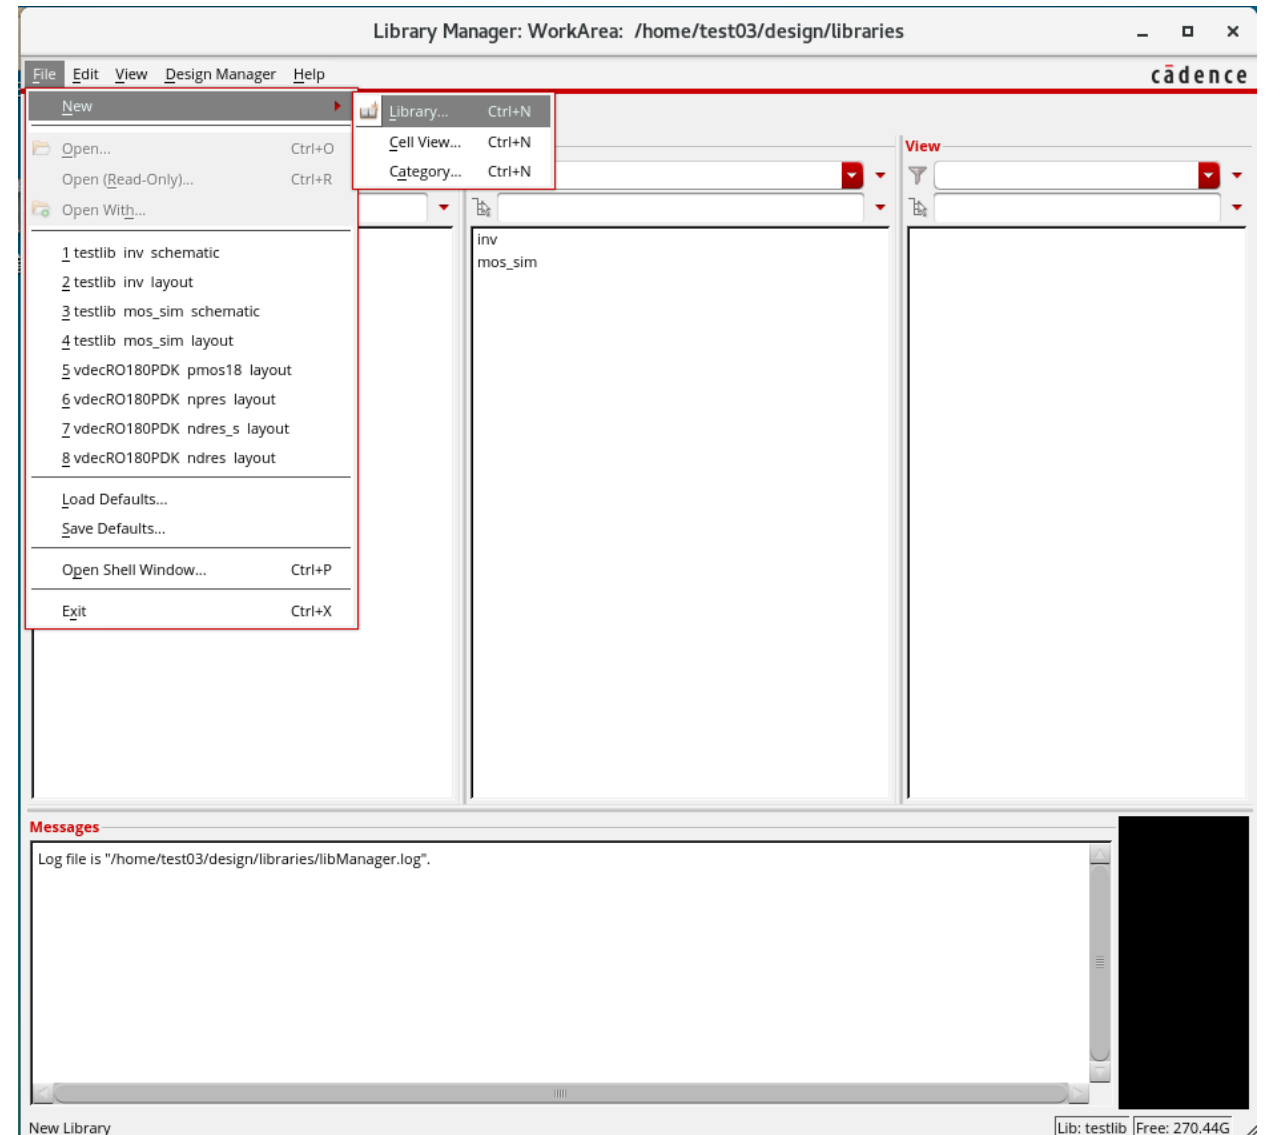 Library Manager: WorkArea: /home/test03/design/libraries
File Edit View Design Manager Help
cādence
New
Library... Ctrl+N
Cell View... Ctrl+N
Category... Ctrl+N
Open... Ctrl+O
Open (Read-Only)... Ctrl+R
Open With...
1 testlib inv schematic
2 testlib inv layout
3 testlib mos_sim schematic
4 testlib mos_sim layout
5 vdecRO180PDK pmos18 layout
6 vdecRO180PDK npres layout
7 vdecRO180PDK ndres_s layout
8 vdecRO180PDK ndres layout
Load Defaults...
Save Defaults...
Open Shell Window... Ctrl+P
Exit Ctrl+X
inv
mos_sim
View
Messages
Log file is "/home/test03/design/libraries/libManager.log".
New Library
Lib: testlib
Free: 270.44G